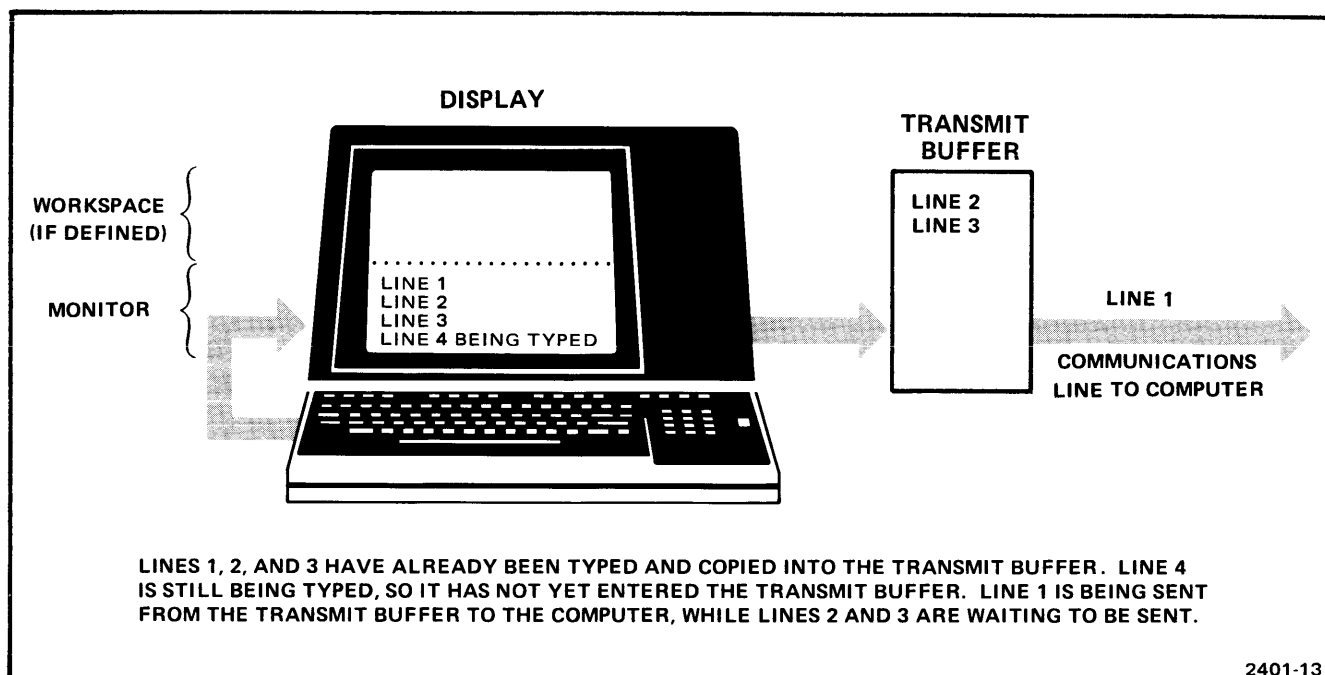 DISPLAY
WORKSPACE
(IF DEFINED)
MONITOR
LINE 1
LINE 2
LINE 3
LINE 4 BEING TYPED
TRANSMIT
BUFFER
LINE 2
LINE 3
LINE 1
COMMUNICATIONS
LINE TO COMPUTER
LINES 1, 2, AND 3 HAVE ALREADY BEEN TYPED AND COPIED INTO THE TRANSMIT BUFFER. LINE 4
IS STILL BEING TYPED, SO IT HAS NOT YET ENTERED THE TRANSMIT BUFFER. LINE 1 IS BEING SENT
FROM THE TRANSMIT BUFFER TO THE COMPUTER, WHILE LINES 2 AND 3 ARE WAITING TO BE SENT.
2401-13